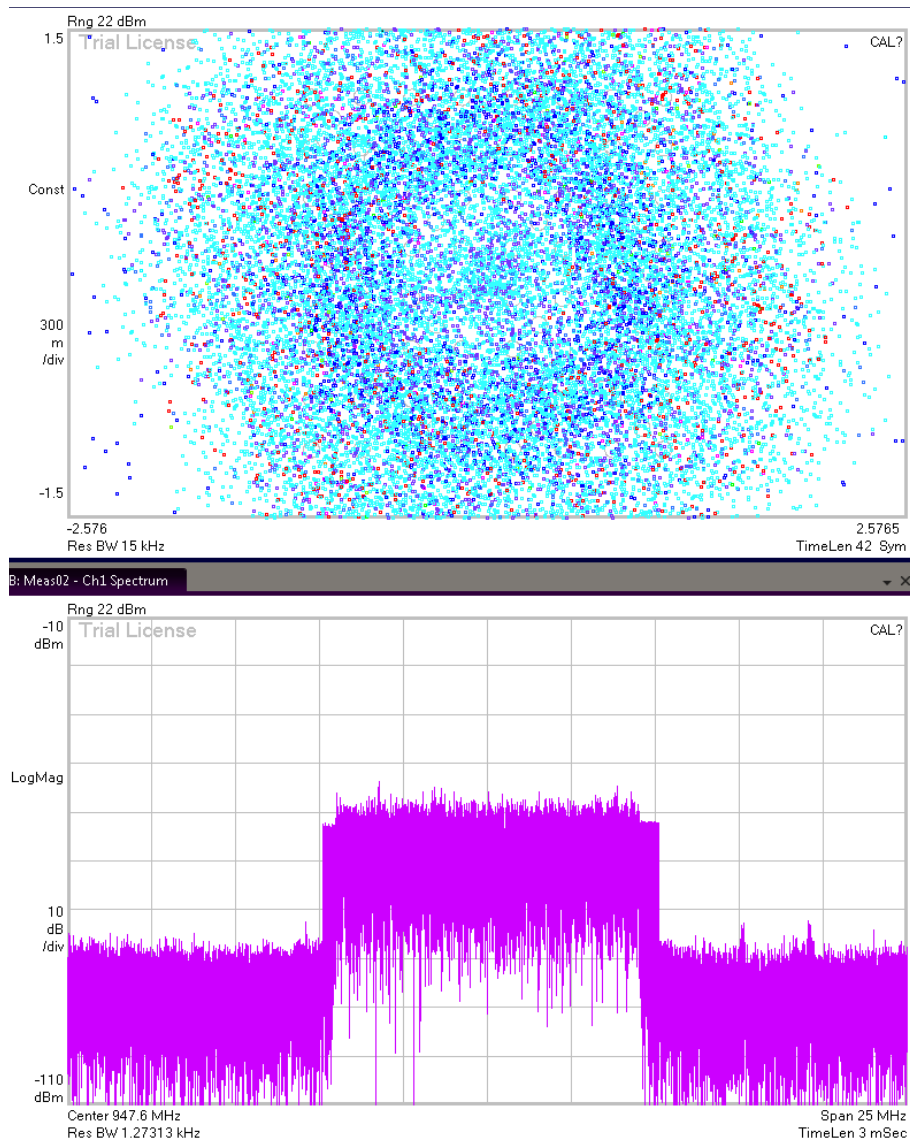 Rng 22 dBm
1.5
Trial License
CAL?
Const
300
m
/div
-1.5
-2.576
2.5765
Res BW 15 kHz
TimeLen 42 Sym
B: Meas02 - Ch1 Spectrum
Rng 22 dBm
-10
dBm
Trial License
CAL?
LogMag
10
dB
/div
-110
dBm
Center 947.6 MHz
Span 25 MHz
Res BW 1.27313 kHz
TimeLen 3 mSec